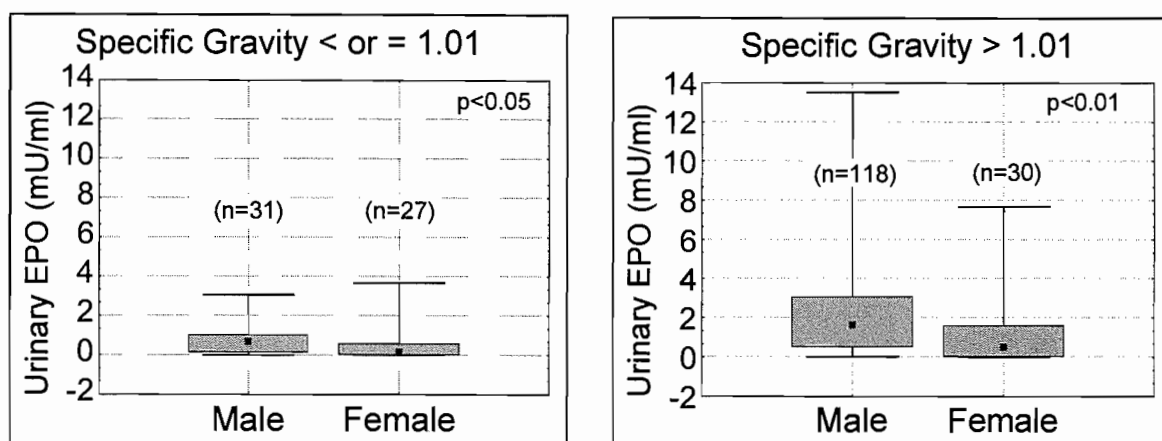 Specific Gravity < or = 1.01
14
12
10
8
6
4
2
0
-2
Urinary EPO (mU/ml)
p<0.05
(n=31)
(n=27)
Male
Female
Specific Gravity > 1.01
14
12
10
8
6
4
2
0
-2
Urinary EPO (mU/ml)
p<0.01
(n=118)
(n=30)
Male
Female